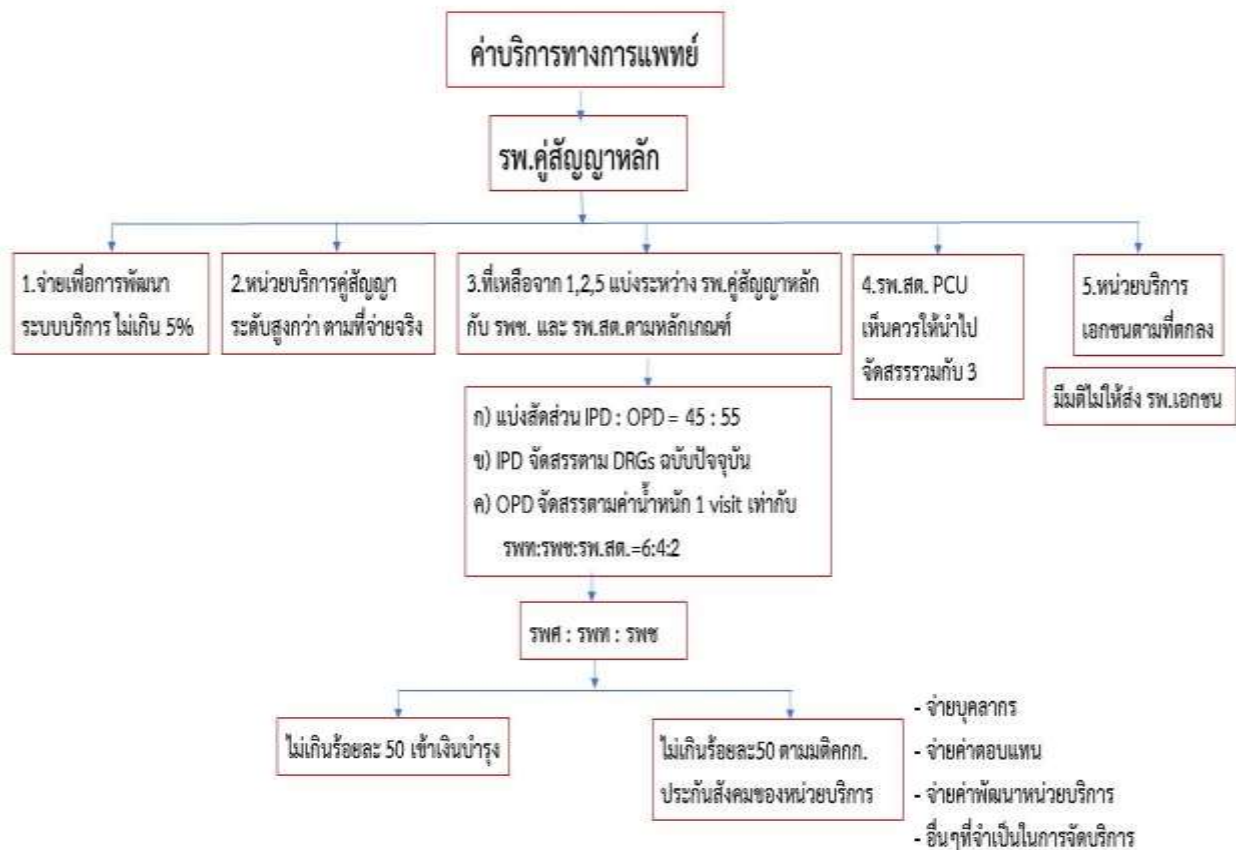 ค่าบริการทางการแพทย์
รพ.คู่สัญญาหลัก
1.จ่ายเพื่อการพัฒนา
ระบบบริการ ไม่เกิน 5%
2.หน่วยบริการคู่สัญญา
ระดับสูงกว่า ตามที่จ่ายจริง
3.ที่เหลือจาก 1,2,5 แบ่งระหว่าง รพ.คู่สัญญาหลัก
กับ รพช. และ รพ.สต.ตามหลักเกณฑ์
4.รพ.สต. PCU
เห็นควรให้นำไป
จัดสรรรวมกับ 3
5.หน่วยบริการ
เอกชนตามที่ตกลง
มีมติไม่ให้ส่ง รพ.เอกชน
ก) แบ่งสัดส่วน IPD : OPD = 45 : 55
ข) IPD จัดสรรตาม DRGs ฉบับปัจจุบัน
ค) OPD จัดสรรตามค่าน้ำหนัก 1 visit เท่ากับ
รพท:รพช:รพ.สต.=6:4:2
รพศ : รพท : รพช
ไม่เกินร้อยละ 50 เข้าเงินบำรุง
ไม่เกินร้อยละ50 ตามมติคกก.
ประกันสังคมของหน่วยบริการ
- จ่ายบุคลากร
- จ่ายค่าตอบแทน
- จ่ายค่าพัฒนาหน่วยบริการ
- อื่นๆที่จำเป็นในการจัดบริการ